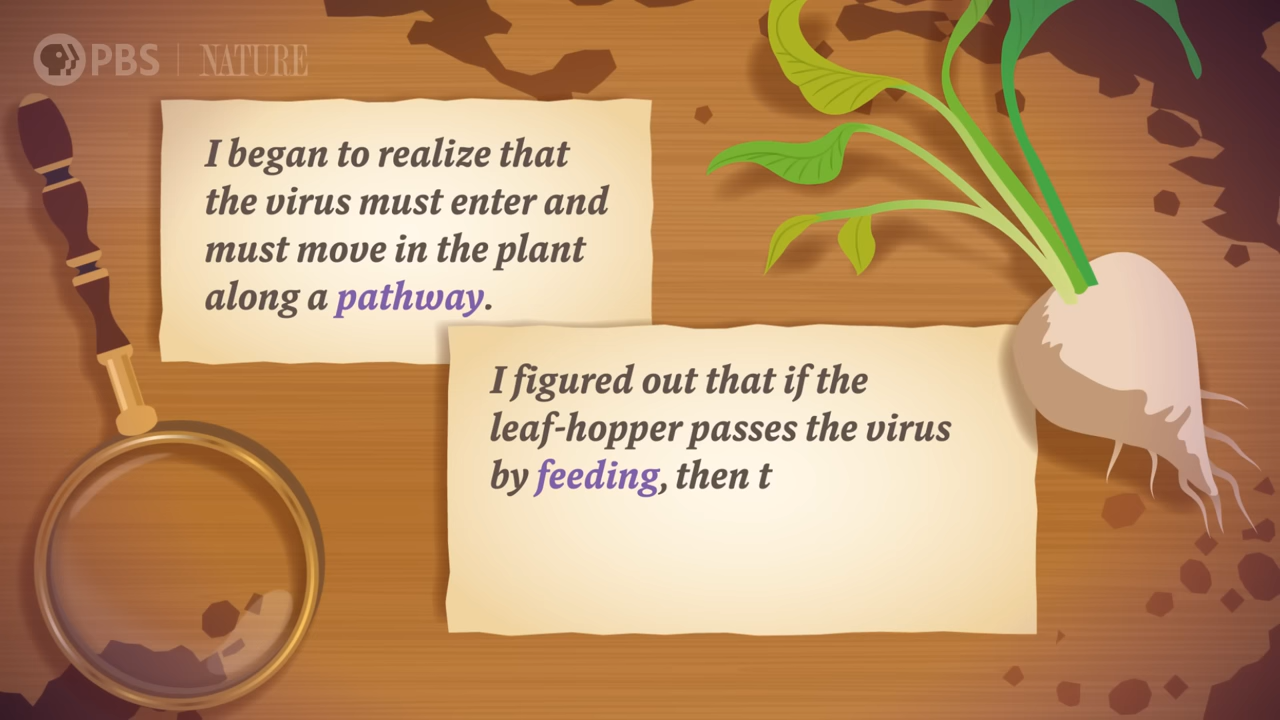 PBS | NATURE
I began to realize that
the virus must enter and
must move in the plant
along a pathway.
I figured out that if the
leaf-hopper passes the virus
by feeding, then t